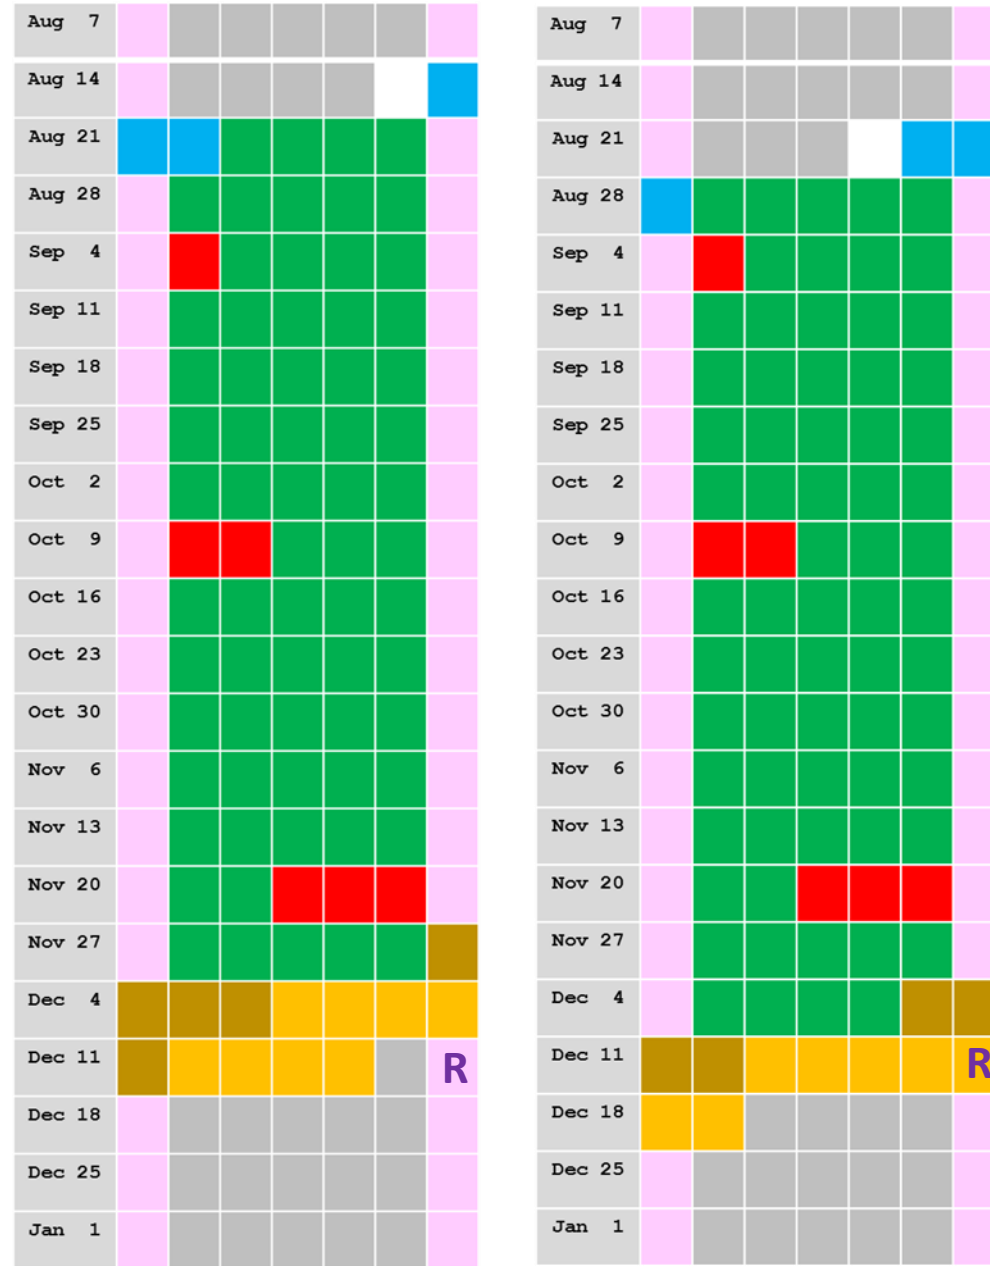 Aug 7
Aug 14
Aug 21
Aug 28
Sep 4
Sep 11
Sep 18
Sep 25
Oct 2
Oct 9
Oct 16
Oct 23
Oct 30
Nov 6
Nov 13
Nov 20
Nov 27
Dec 4
Dec 11 R
Dec 18
Dec 25
Jan 1
Aug 7
Aug 14
Aug 21
Aug 28
Sep 4
Sep 11
Sep 18
Sep 25
Oct 2
Oct 9
Oct 16
Oct 23
Oct 30
Nov 6
Nov 13
Nov 20
Nov 27
Dec 4
Dec 11 R
Dec 18
Dec 25
Jan 1